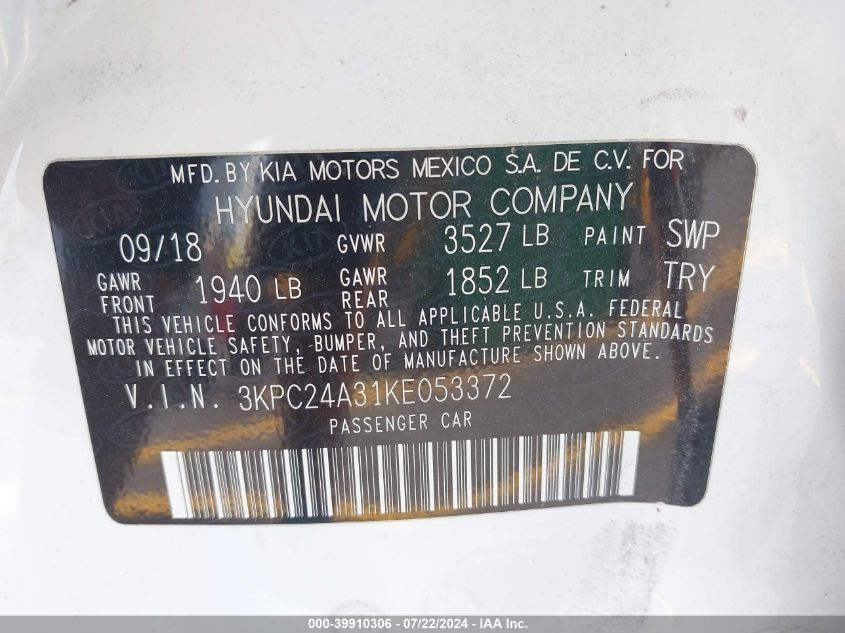 MFD. BY KIA MOTORS MEXICO S.A. DE C.V. FOR
HYUNDAI MOTOR COMPANY
09/18 GVWR 3527 LB PAINT SWP
GAWR FRONT 1940 LB GAWR REAR 1852 LB TRIM TRY
THIS VEHICLE CONFORMS TO ALL APPLICABLE U.S.A. FEDERAL
MOTOR VEHICLE SAFETY, BUMPER, AND THEFT PREVENTION STANDARDS
IN EFFECT ON THE DATE OF MANUFACTURE SHOWN ABOVE.
V.I.N. 3KPC24A31KE053372
PASSENGER CAR
000-39910306 / 07/22/2024 - IAA Inc.